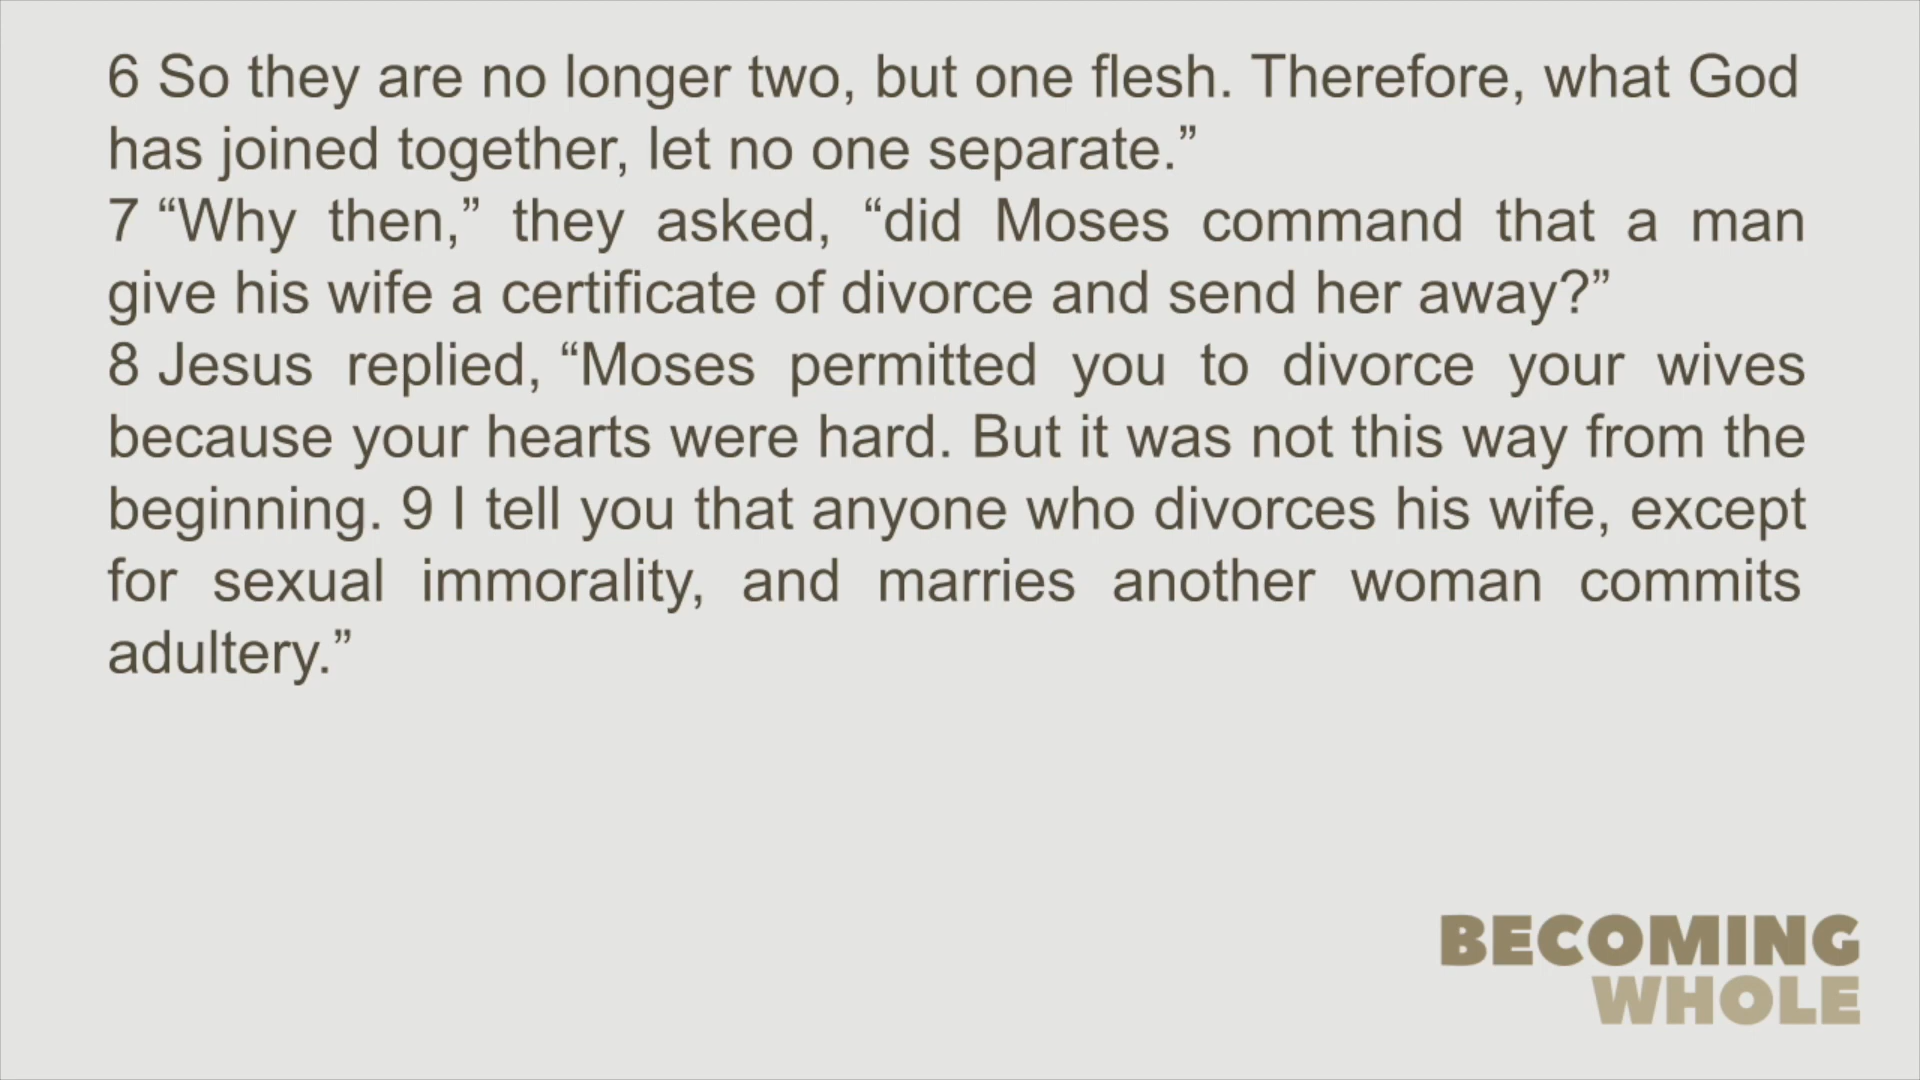 6 So they are no longer two, but one flesh. Therefore, what God
has joined together, let no one separate.”
7 “Why then,” they asked, “did Moses command that a man
give his wife a certificate of divorce and send her away?”
8 Jesus replied, “Moses permitted you to divorce your wives
because your hearts were hard. But it was not this way from the
beginning. 9 I tell you that anyone who divorces his wife, except
for sexual immorality, and marries another woman commits
adultery.”
BECOMING
WHOLE